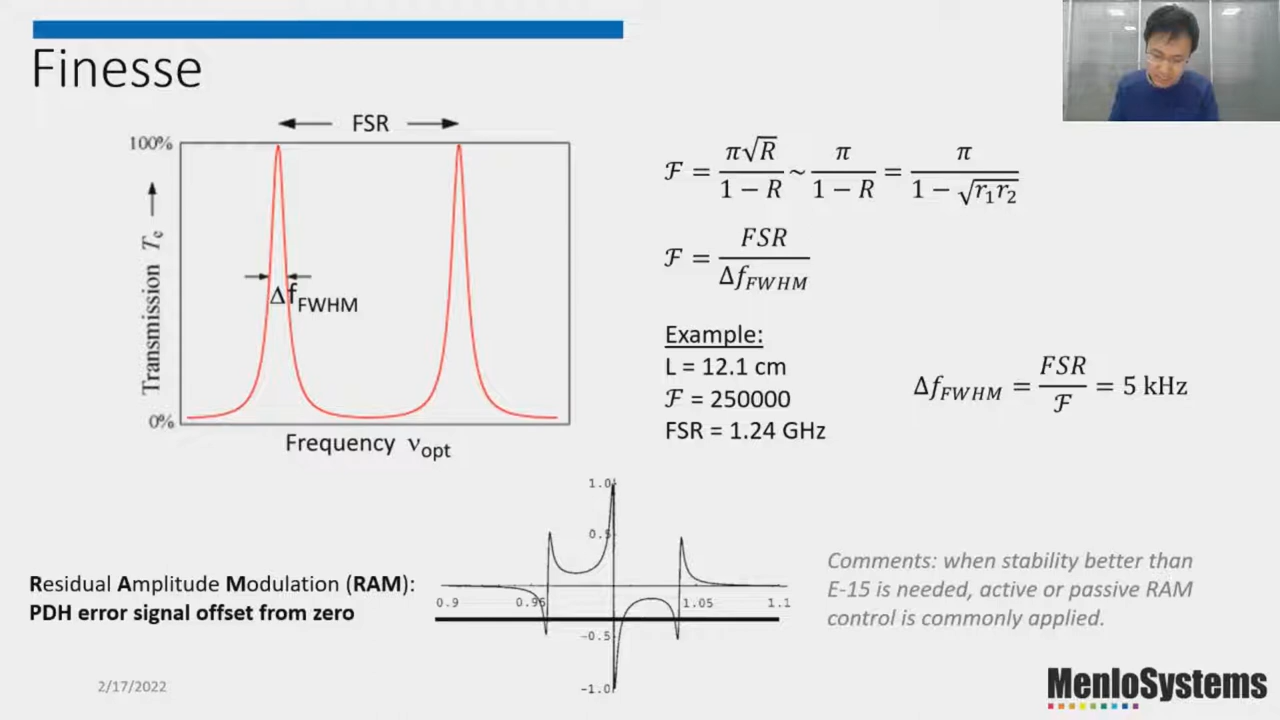 Finesse
FSR
100%
Transmission Tₑ
0%
Δf_FWHM
Frequency ν_opt
ℱ = π√R / (1 − R) ~ π / (1 − R) = π / (1 − √(r₁r₂))
ℱ = FSR / Δf_FWHM
Example:
L = 12.1 cm
ℱ = 250000
FSR = 1.24 GHz
Δf_FWHM = FSR / ℱ = 5 kHz
Residual Amplitude Modulation (RAM):
PDH error signal offset from zero
1.0
0.5
0.9 0.95 1.05 1.1
-0.5
-1.0
Comments: when stability better than
E-15 is needed, active or passive RAM
control is commonly applied.
2/17/2022
MenloSystems